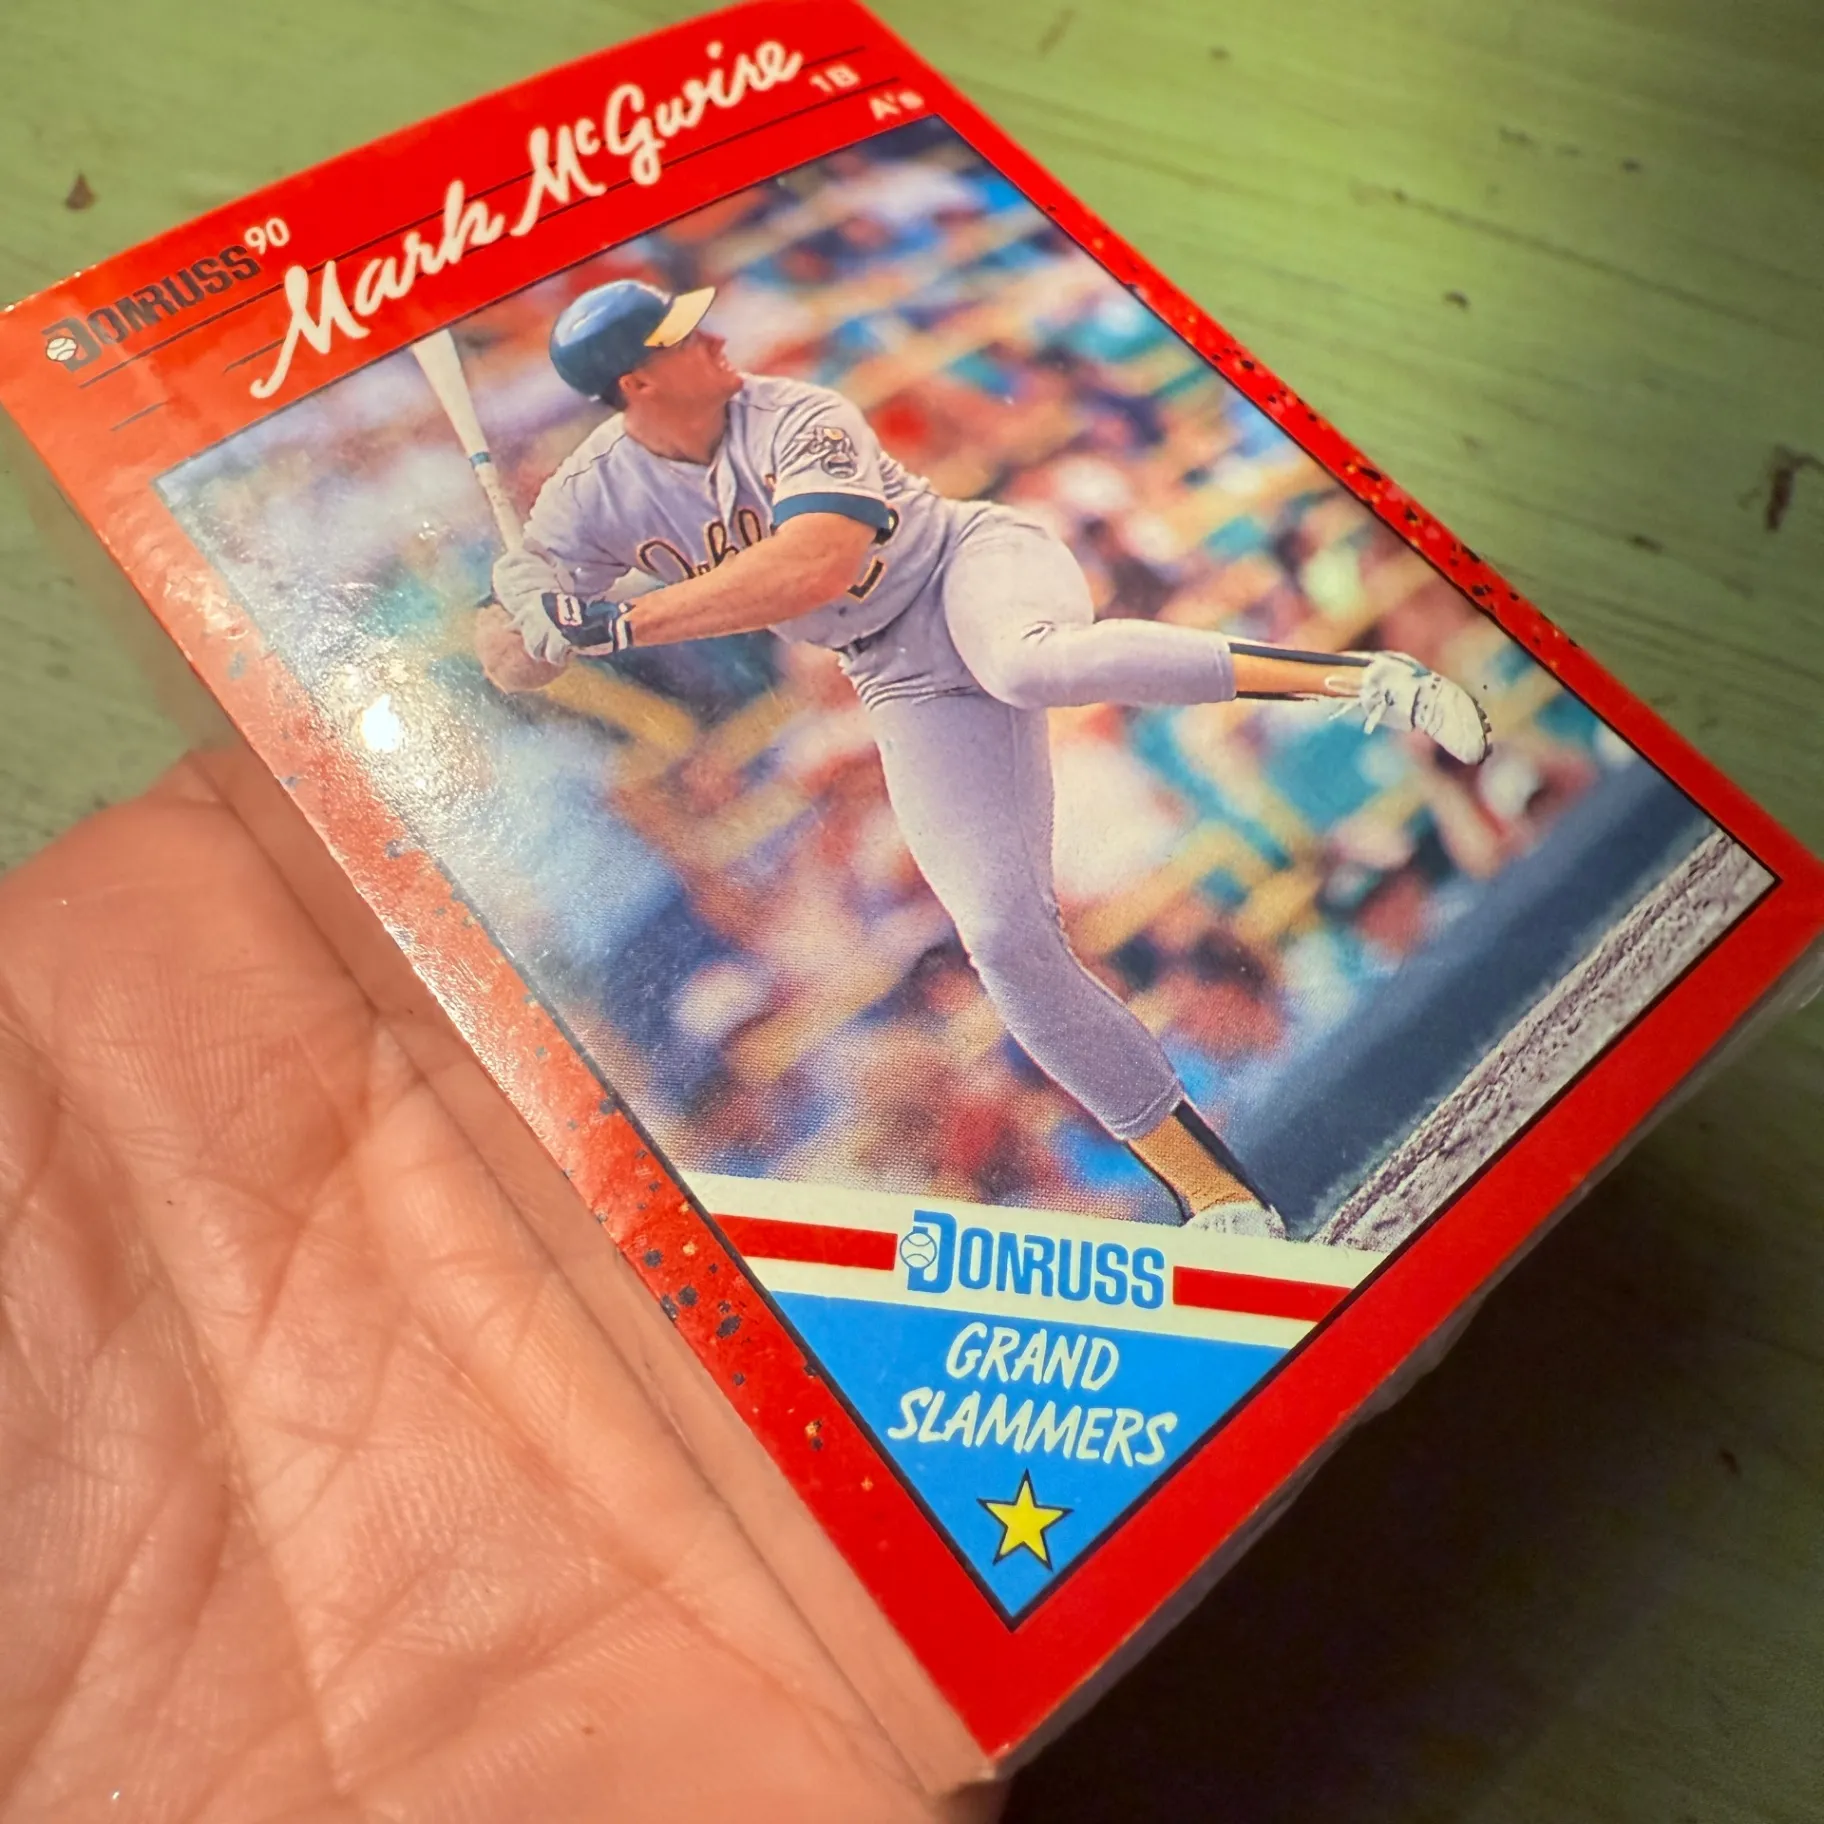 DONRUSS 90
Mark McGwire
1B
A's
DONRUSS
GRAND
SLAMMERS